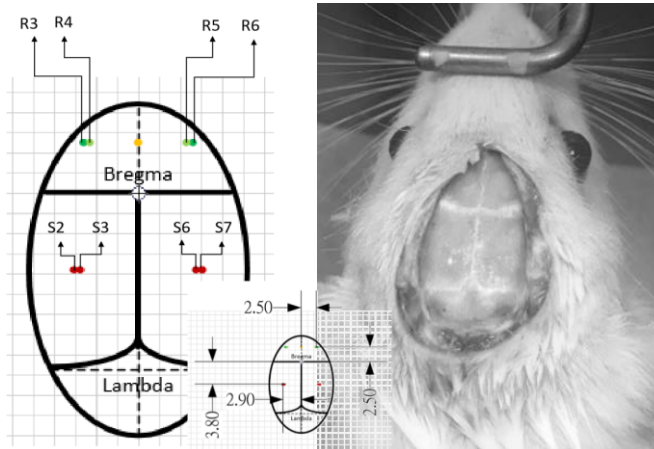 R3 R4 R5 R6
Bregma
S2 S3 S6 S7
Lambda
2.50
Bregma
2.90
Lambda
3.80
2.50